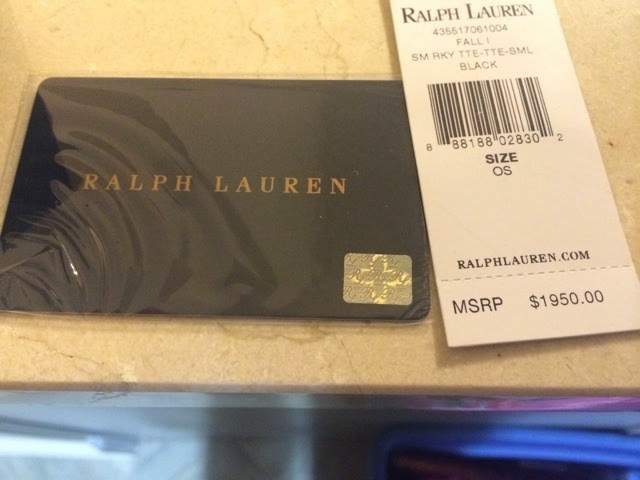 RALPH LAUREN
RALPH LAUREN
435517061004
FALL I
SM RKY TTE-TTE-SML
BLACK
8 88188 02830 2
SIZE
OS
RALPHLAUREN.COM
MSRP $1950.00